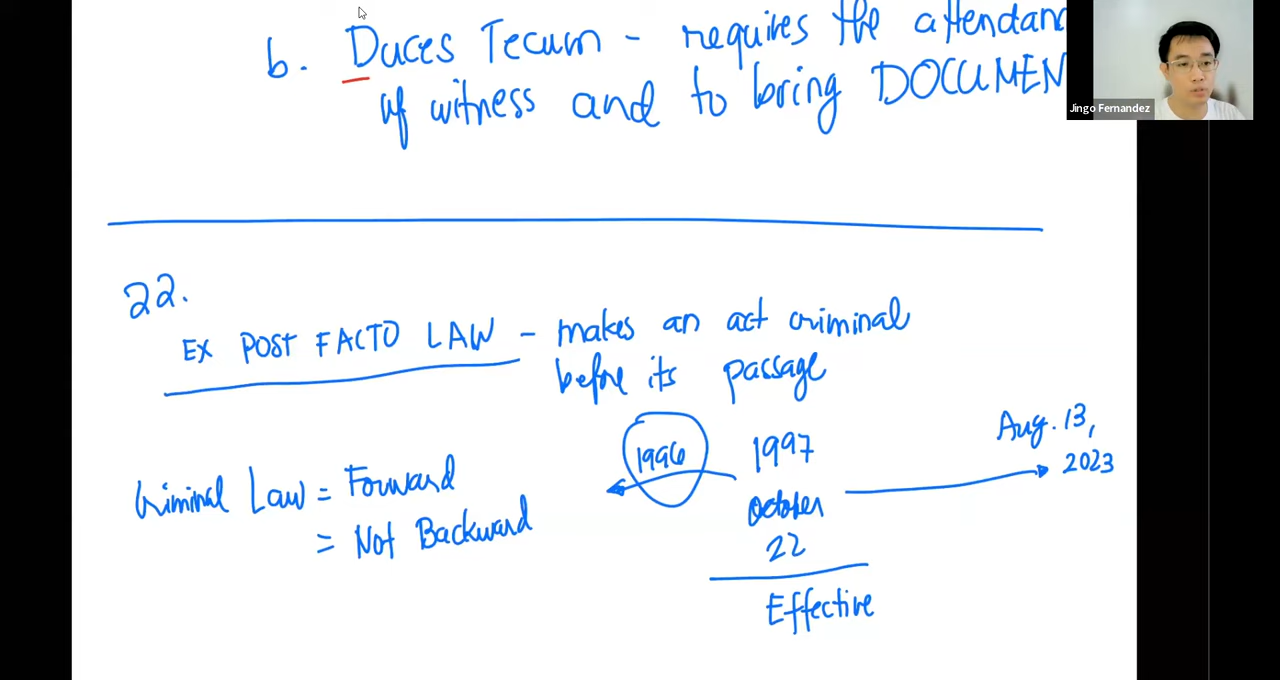 b. Duces Tecum - requires the attendanc
of witness and to bring DOCUMEN
Jingo Fernandez
22.
EX POST FACTO LAW - makes an act criminal
before its passage
Criminal Law = Forward
= Not Backward
1996
1997
October
22
Effective
Aug. 13,
2023